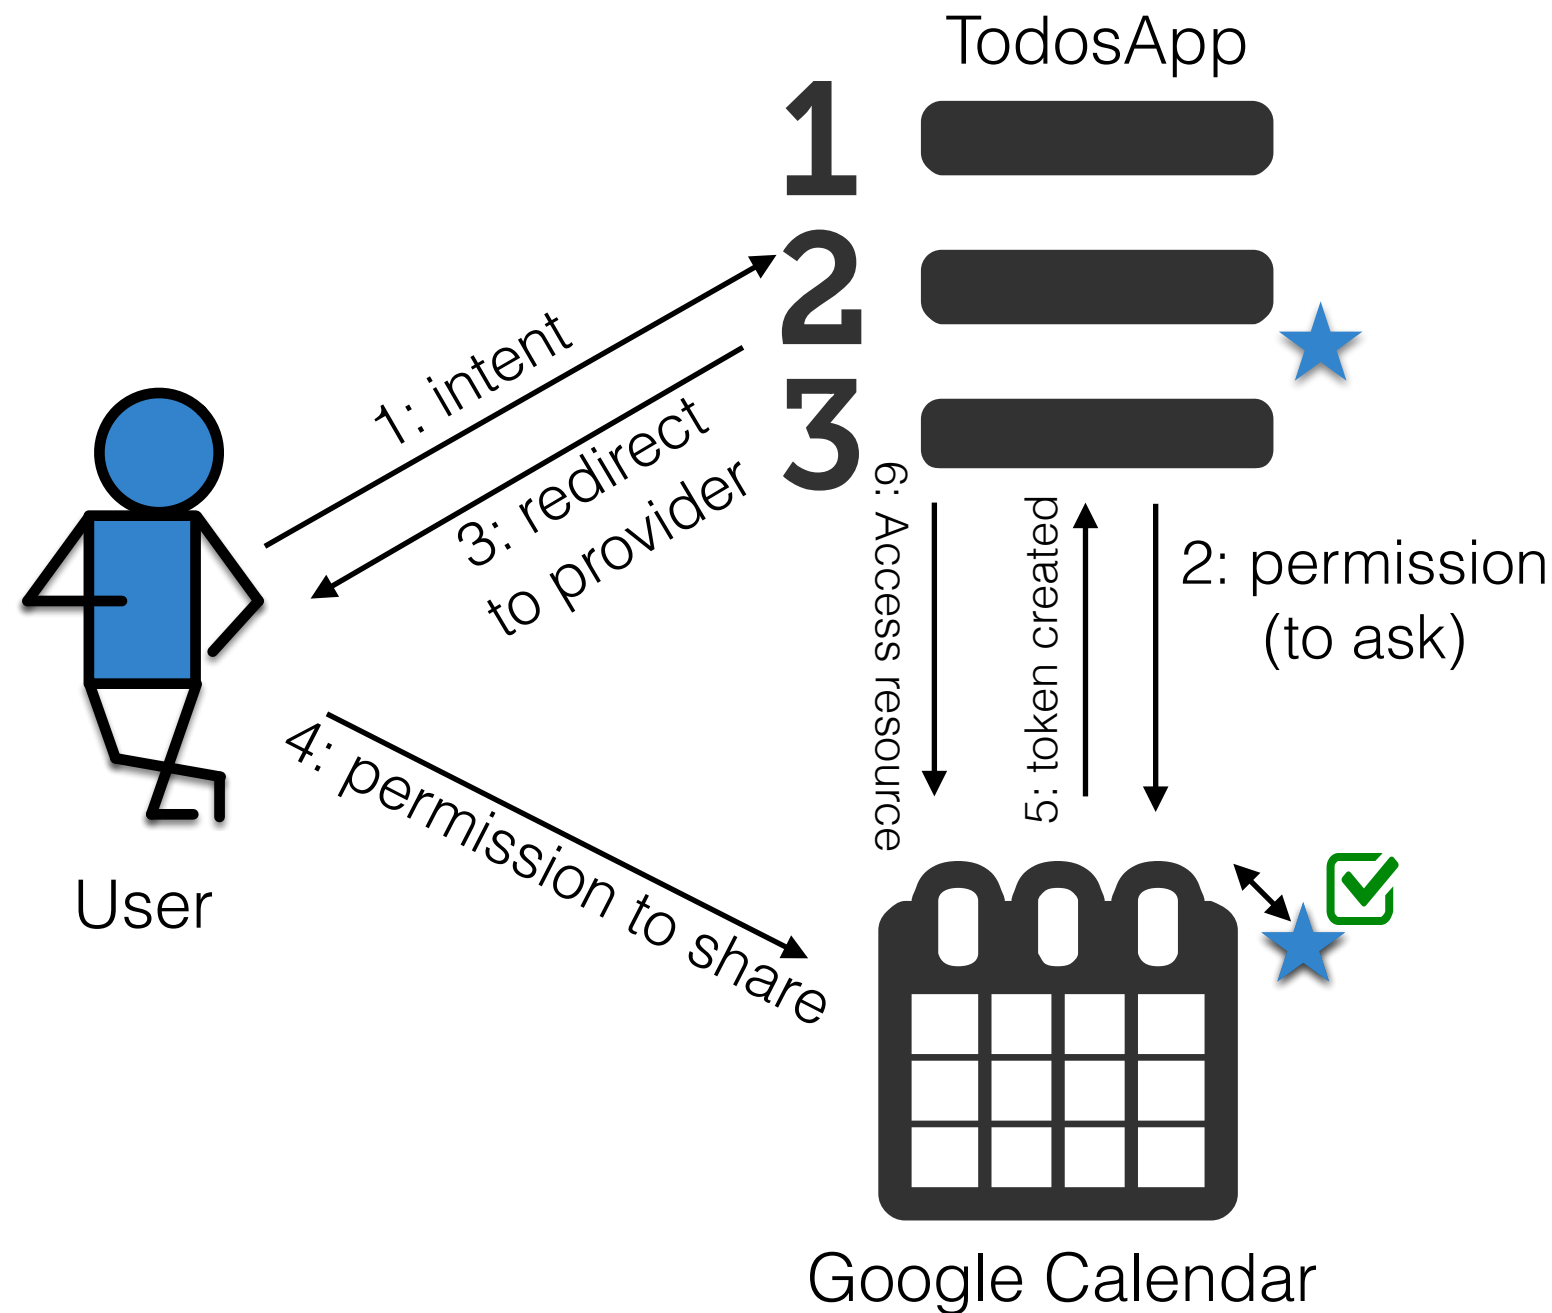 TodosApp
1
2
3
1: intent
3: redirect
to provider
6: Access resource
5: token created
2: permission
(to ask)
4: permission to share
User
Google Calendar